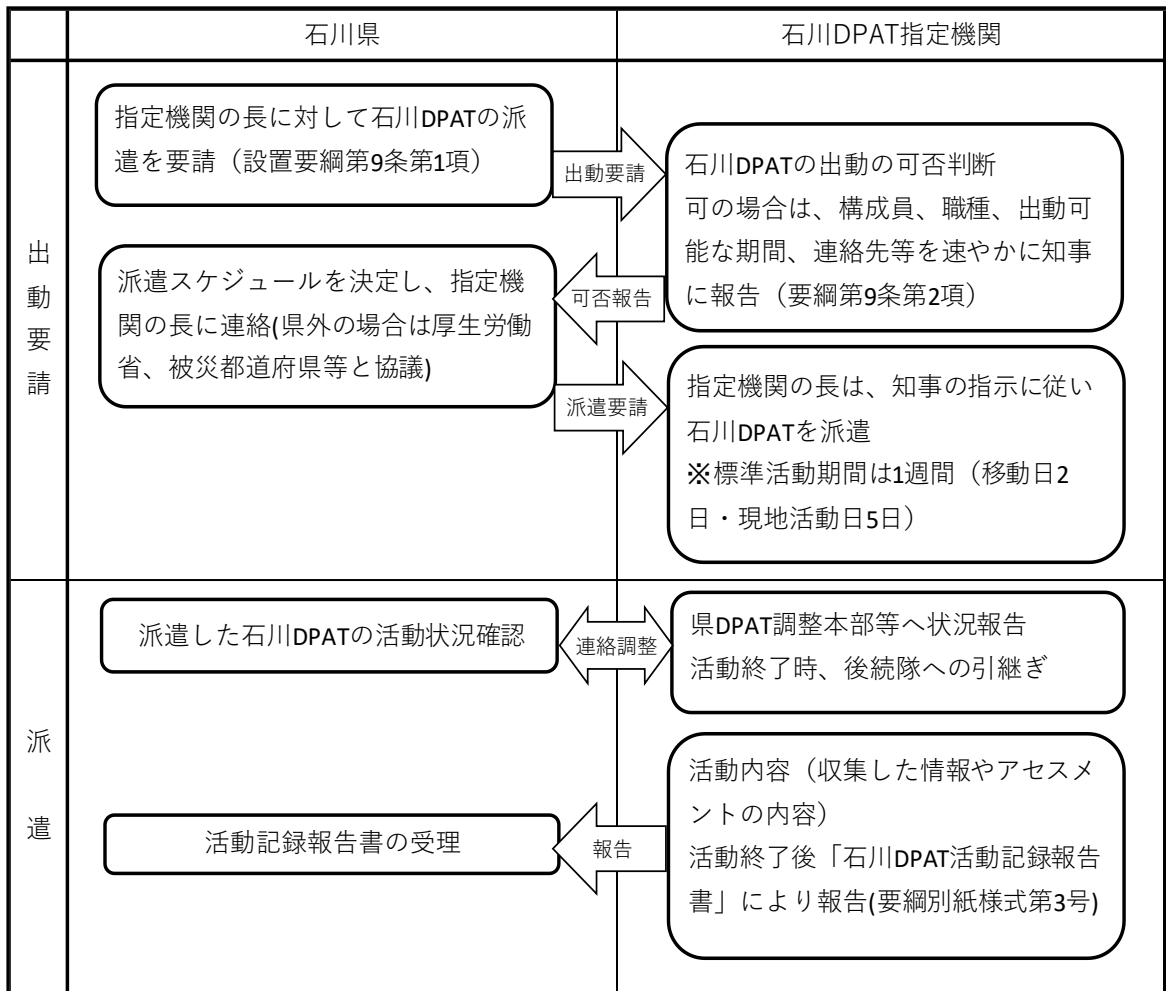 石川県
石川DPAT指定機関
出動要請
指定機関の長に対して石川DPATの派
遣を要請（設置要綱第9条第1項）
出動要請
石川DPATの出動の可否判断
可の場合は、構成員、職種、出動可
能な期間、連絡先等を速やかに知事
に報告（要綱第9条第2項）
可否報告
派遣スケジュールを決定し、指定機
関の長に連絡(県外の場合は厚生労働
省、被災都道府県等と協議)
派遣要請
指定機関の長は、知事の指示に従い
石川DPATを派遣
※標準活動期間は1週間（移動日2
日・現地活動日5日）
派遣
派遣した石川DPATの活動状況確認
連絡調整
県DPAT調整本部等へ状況報告
活動終了時、後続隊への引継ぎ
活動記録報告書の受理
報告
活動内容（収集した情報やアセスメ
ントの内容）
活動終了後「石川DPAT活動記録報告
書」により報告(要綱別紙様式第3号)